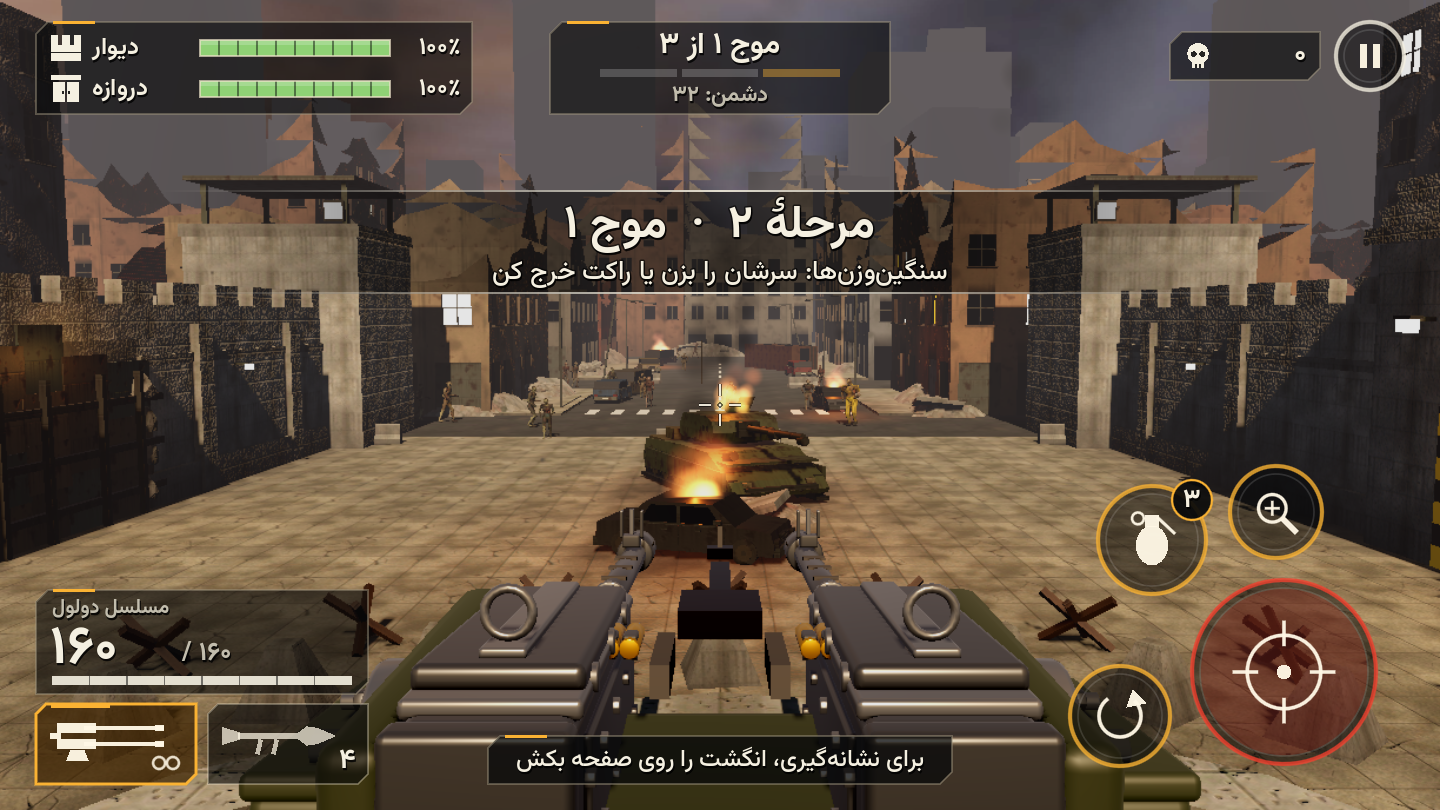 دیوار ۱۰۰٪
دروازه ۱۰۰٪
موج ۱ از ۳
دشمن: ۳۲
۰
مرحلهٔ ۲ · موج ۱
سنگین‌وزن‌ها: سرشان را بزن یا راکت خرج کن
۳
مسلسل دولول
۱۶۰ / ۱۶۰
∞
۴
برای نشانه‌گیری، انگشت را روی صفحه بکش